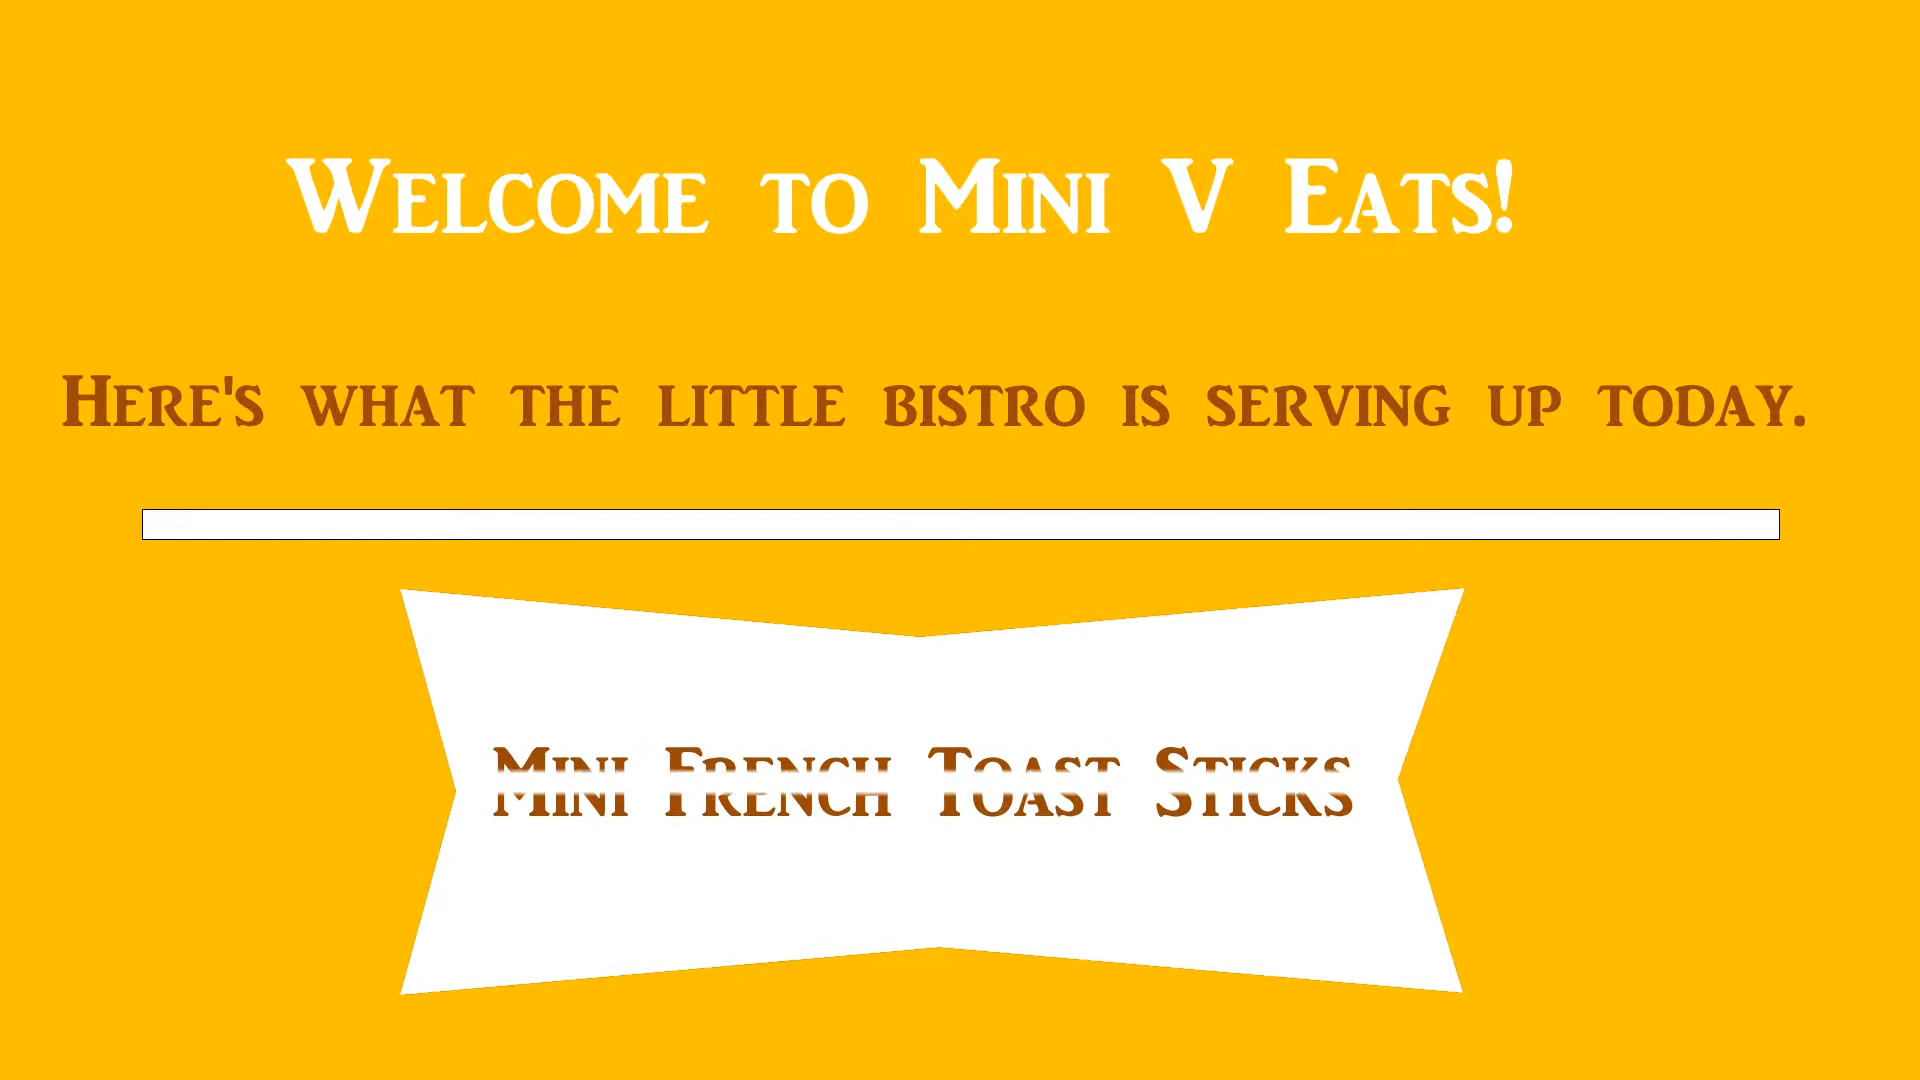 Welcome to Mini V Eats!
Here's what the little bistro is serving up today.
Mini French Toast Sticks